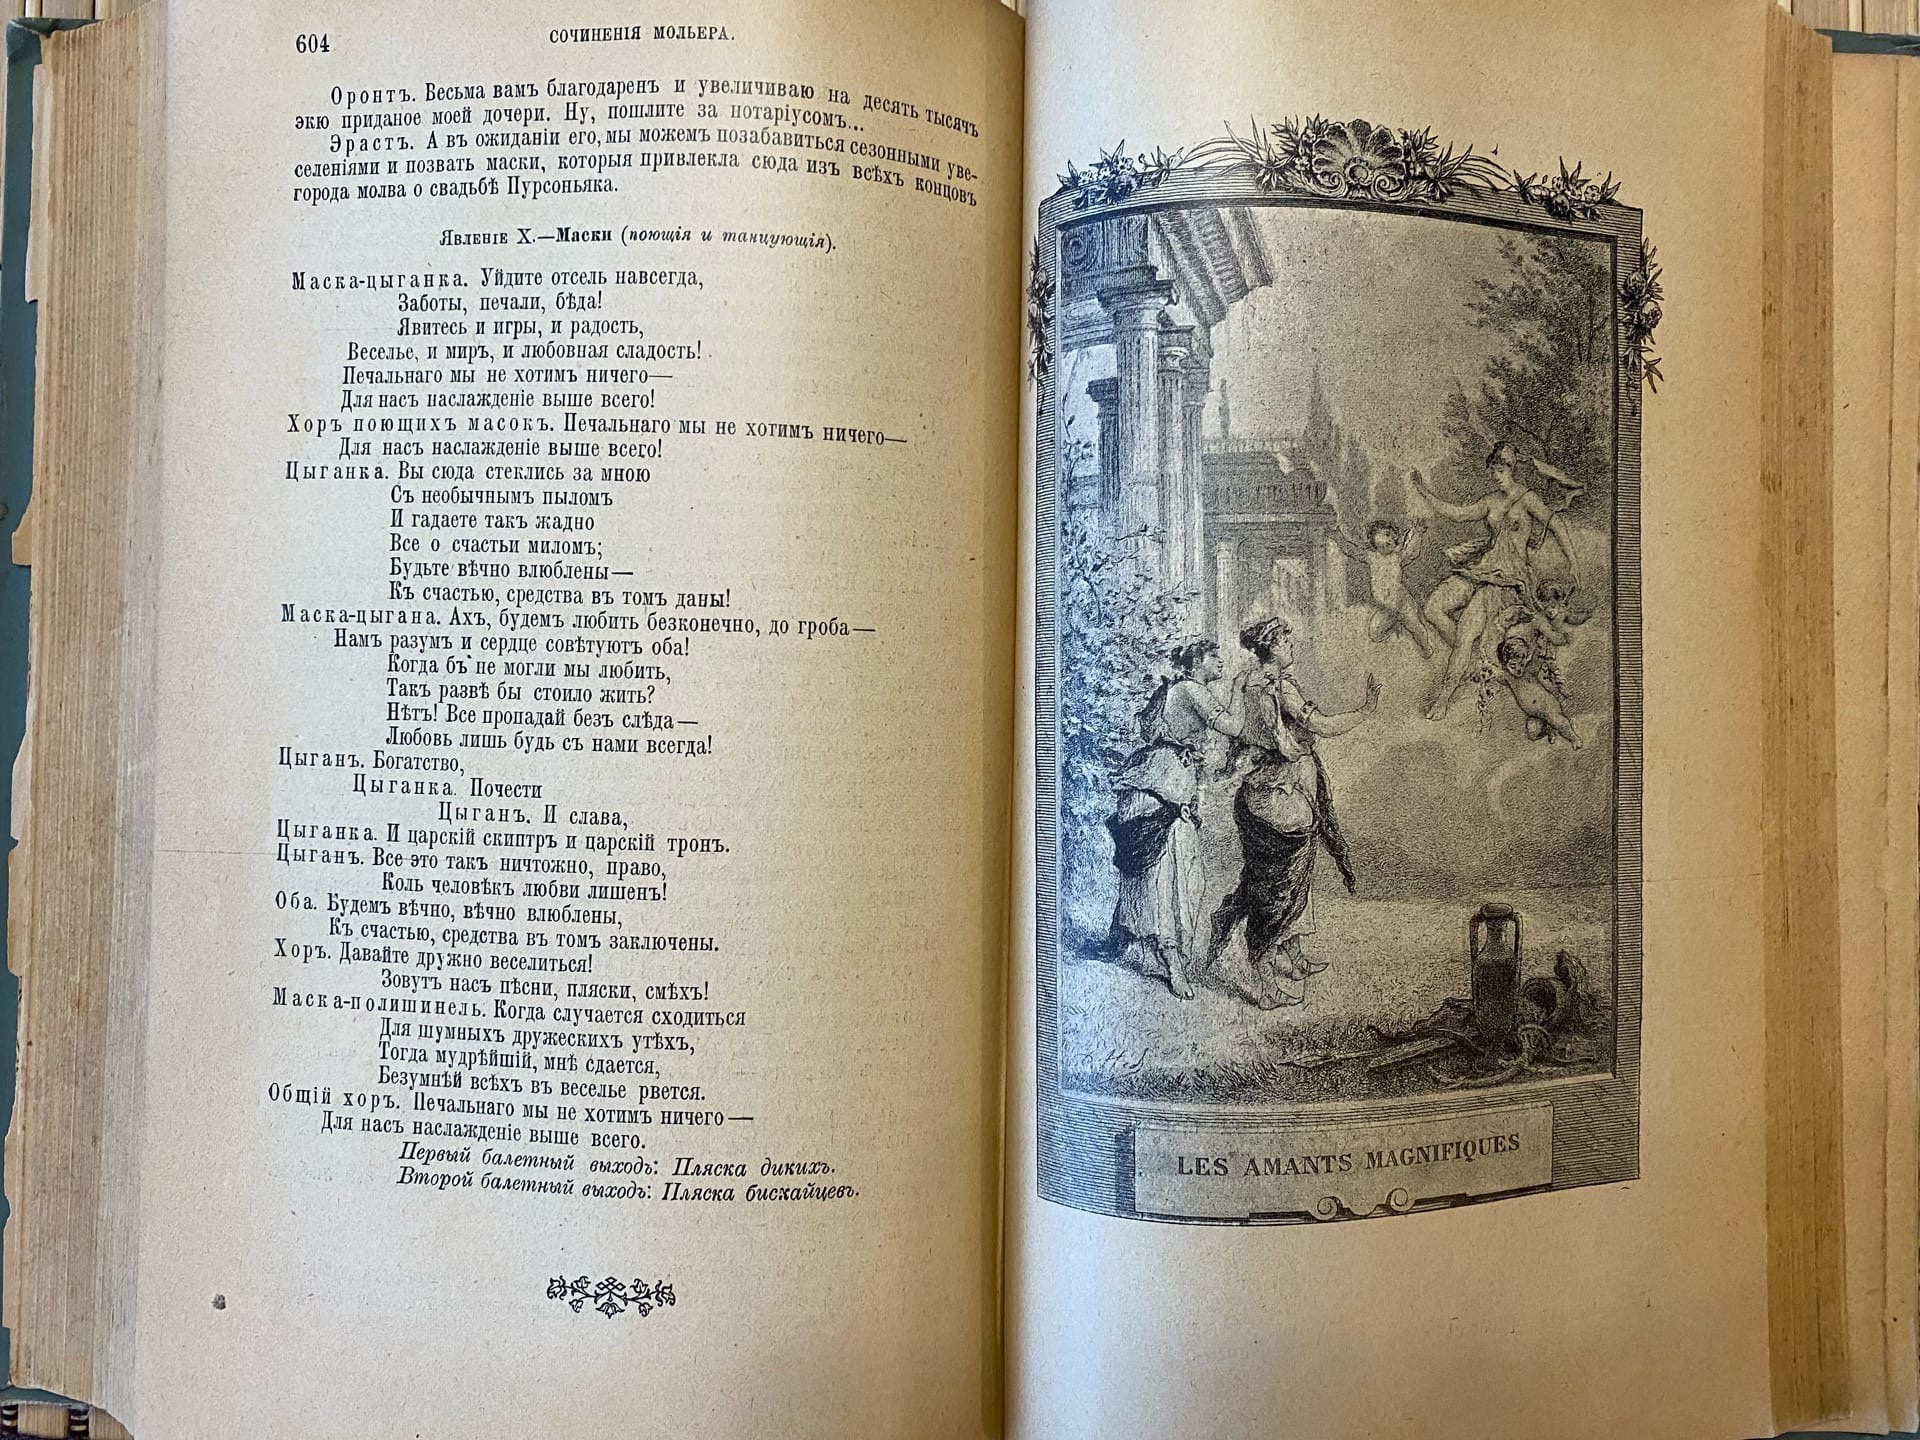 604
СОЧИНЕНІЯ МОЛЬЕРА.
Оронтъ. Весьма вамъ благодаренъ и увеличиваю на десять тысячъ
экю приданое моей дочери. Ну, пошлите за нотаріусомъ...
Эрастъ. А въ ожиданіи его, мы можемъ позабавиться сезонными уве-
селеніями и позвать маски, которыя привлекла сюда изъ всѣхъ концовъ
города молва о свадьбѣ Пурсоньяка.
Явленіе X.—Маски (поющія и танцующія).
Маска-цыганка. Уйдите отсель навсегда,
Заботы, печали, бѣда!
Явитесь и игры, и радость,
Веселье, и миръ, и любовная сладость!
Печальнаго мы не хотимъ ничего—
Для насъ наслажденіе выше всего!
Хоръ поющихъ масокъ. Печальнаго мы не хотимъ ничего—
Для насъ наслажденіе выше всего!
Цыганка. Вы сюда стеклись за мною
Съ необычнымъ пыломъ
И гадаете такъ жадно
Все о счастьи миломъ;
Будьте вѣчно влюблены—
Къ счастью, средства въ томъ даны!
Маска-цыгана. Ахъ, будемъ любить безконечно, до гроба—
Намъ разумъ и сердце совѣтуютъ оба!
Когда бъ не могли мы любить,
Такъ развѣ бы стоило жить?
Нѣтъ! Все пропадай безъ слѣда—
Любовь лишь будь съ нами всегда!
Цыганъ. Богатство,
Цыганка. Почести
Цыганъ. И слава,
Цыганка. И царскій скиптръ и царскій тронъ.
Цыганъ. Все это такъ ничтожно, право,
Коль человѣкъ любви лишенъ!
Оба. Будемъ вѣчно, вѣчно влюблены,
Къ счастью, средства въ томъ заключены.
Хоръ. Давайте дружно веселиться!
Зовутъ насъ пѣсни, пляски, смѣхъ!
Маска-полишинель. Когда случается сходиться
Для шумныхъ дружескихъ утѣхъ,
Тогда мудрѣйшій, мнѣ сдается,
Безумнѣй всѣхъ въ веселье рвется.
Общій хоръ. Печальнаго мы не хотимъ ничего—
Для насъ наслажденіе выше всего.
Первый балетный выходъ: Пляска дикихъ.
Второй балетный выходъ: Пляска бискайцевъ.
LES AMANTS MAGNIFIQUES